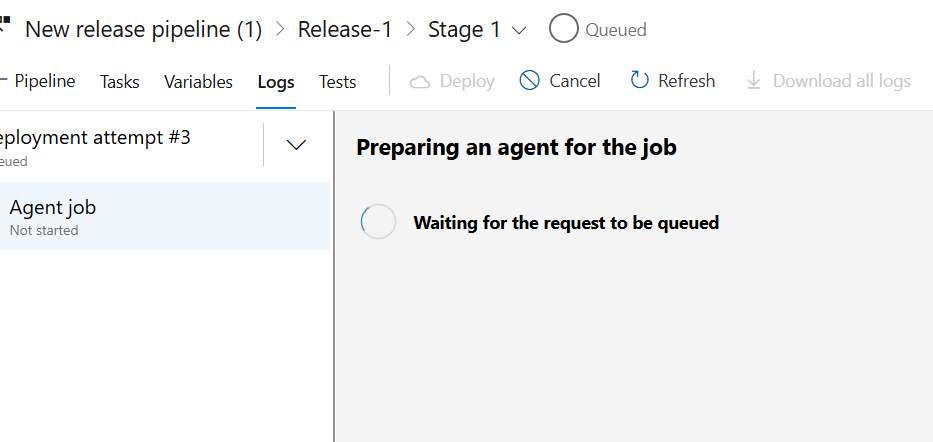 New release pipeline (1) > Release-1 > Stage 1 Queued
Pipeline Tasks Variables Logs Tests Deploy Cancel Refresh Download all logs
eployment attempt #3
eued
Agent job
Not started
Preparing an agent for the job
Waiting for the request to be queued